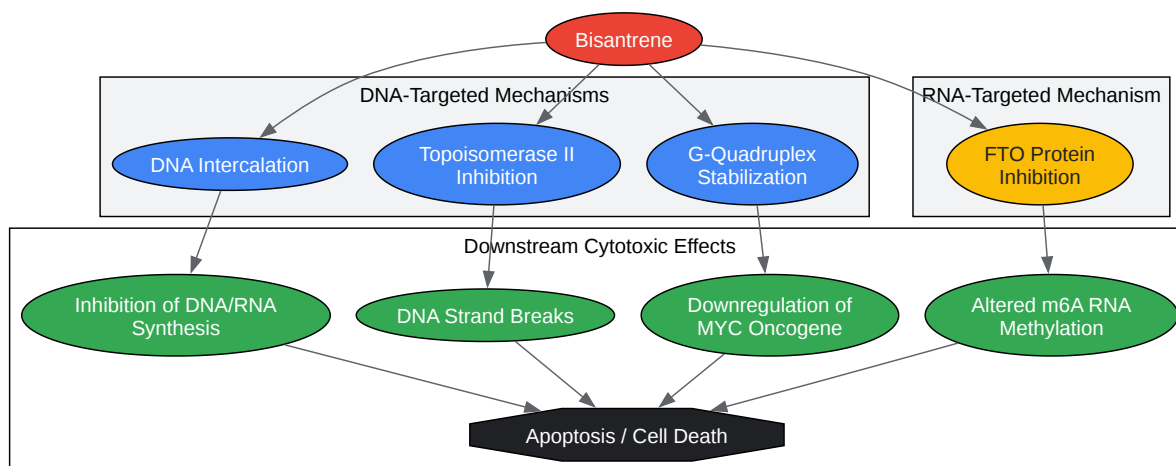 Bisantrene
DNA-Targeted Mechanisms
RNA-Targeted Mechanism
DNA Intercalation
Topoisomerase II
Inhibition
G-Quadruplex
Stabilization
FTO Protein
Inhibition
Downstream Cytotoxic Effects
Inhibition of DNA/RNA
Synthesis
DNA Strand Breaks
Downregulation of
MYC Oncogene
Altered m6A RNA
Methylation
Apoptosis / Cell Death